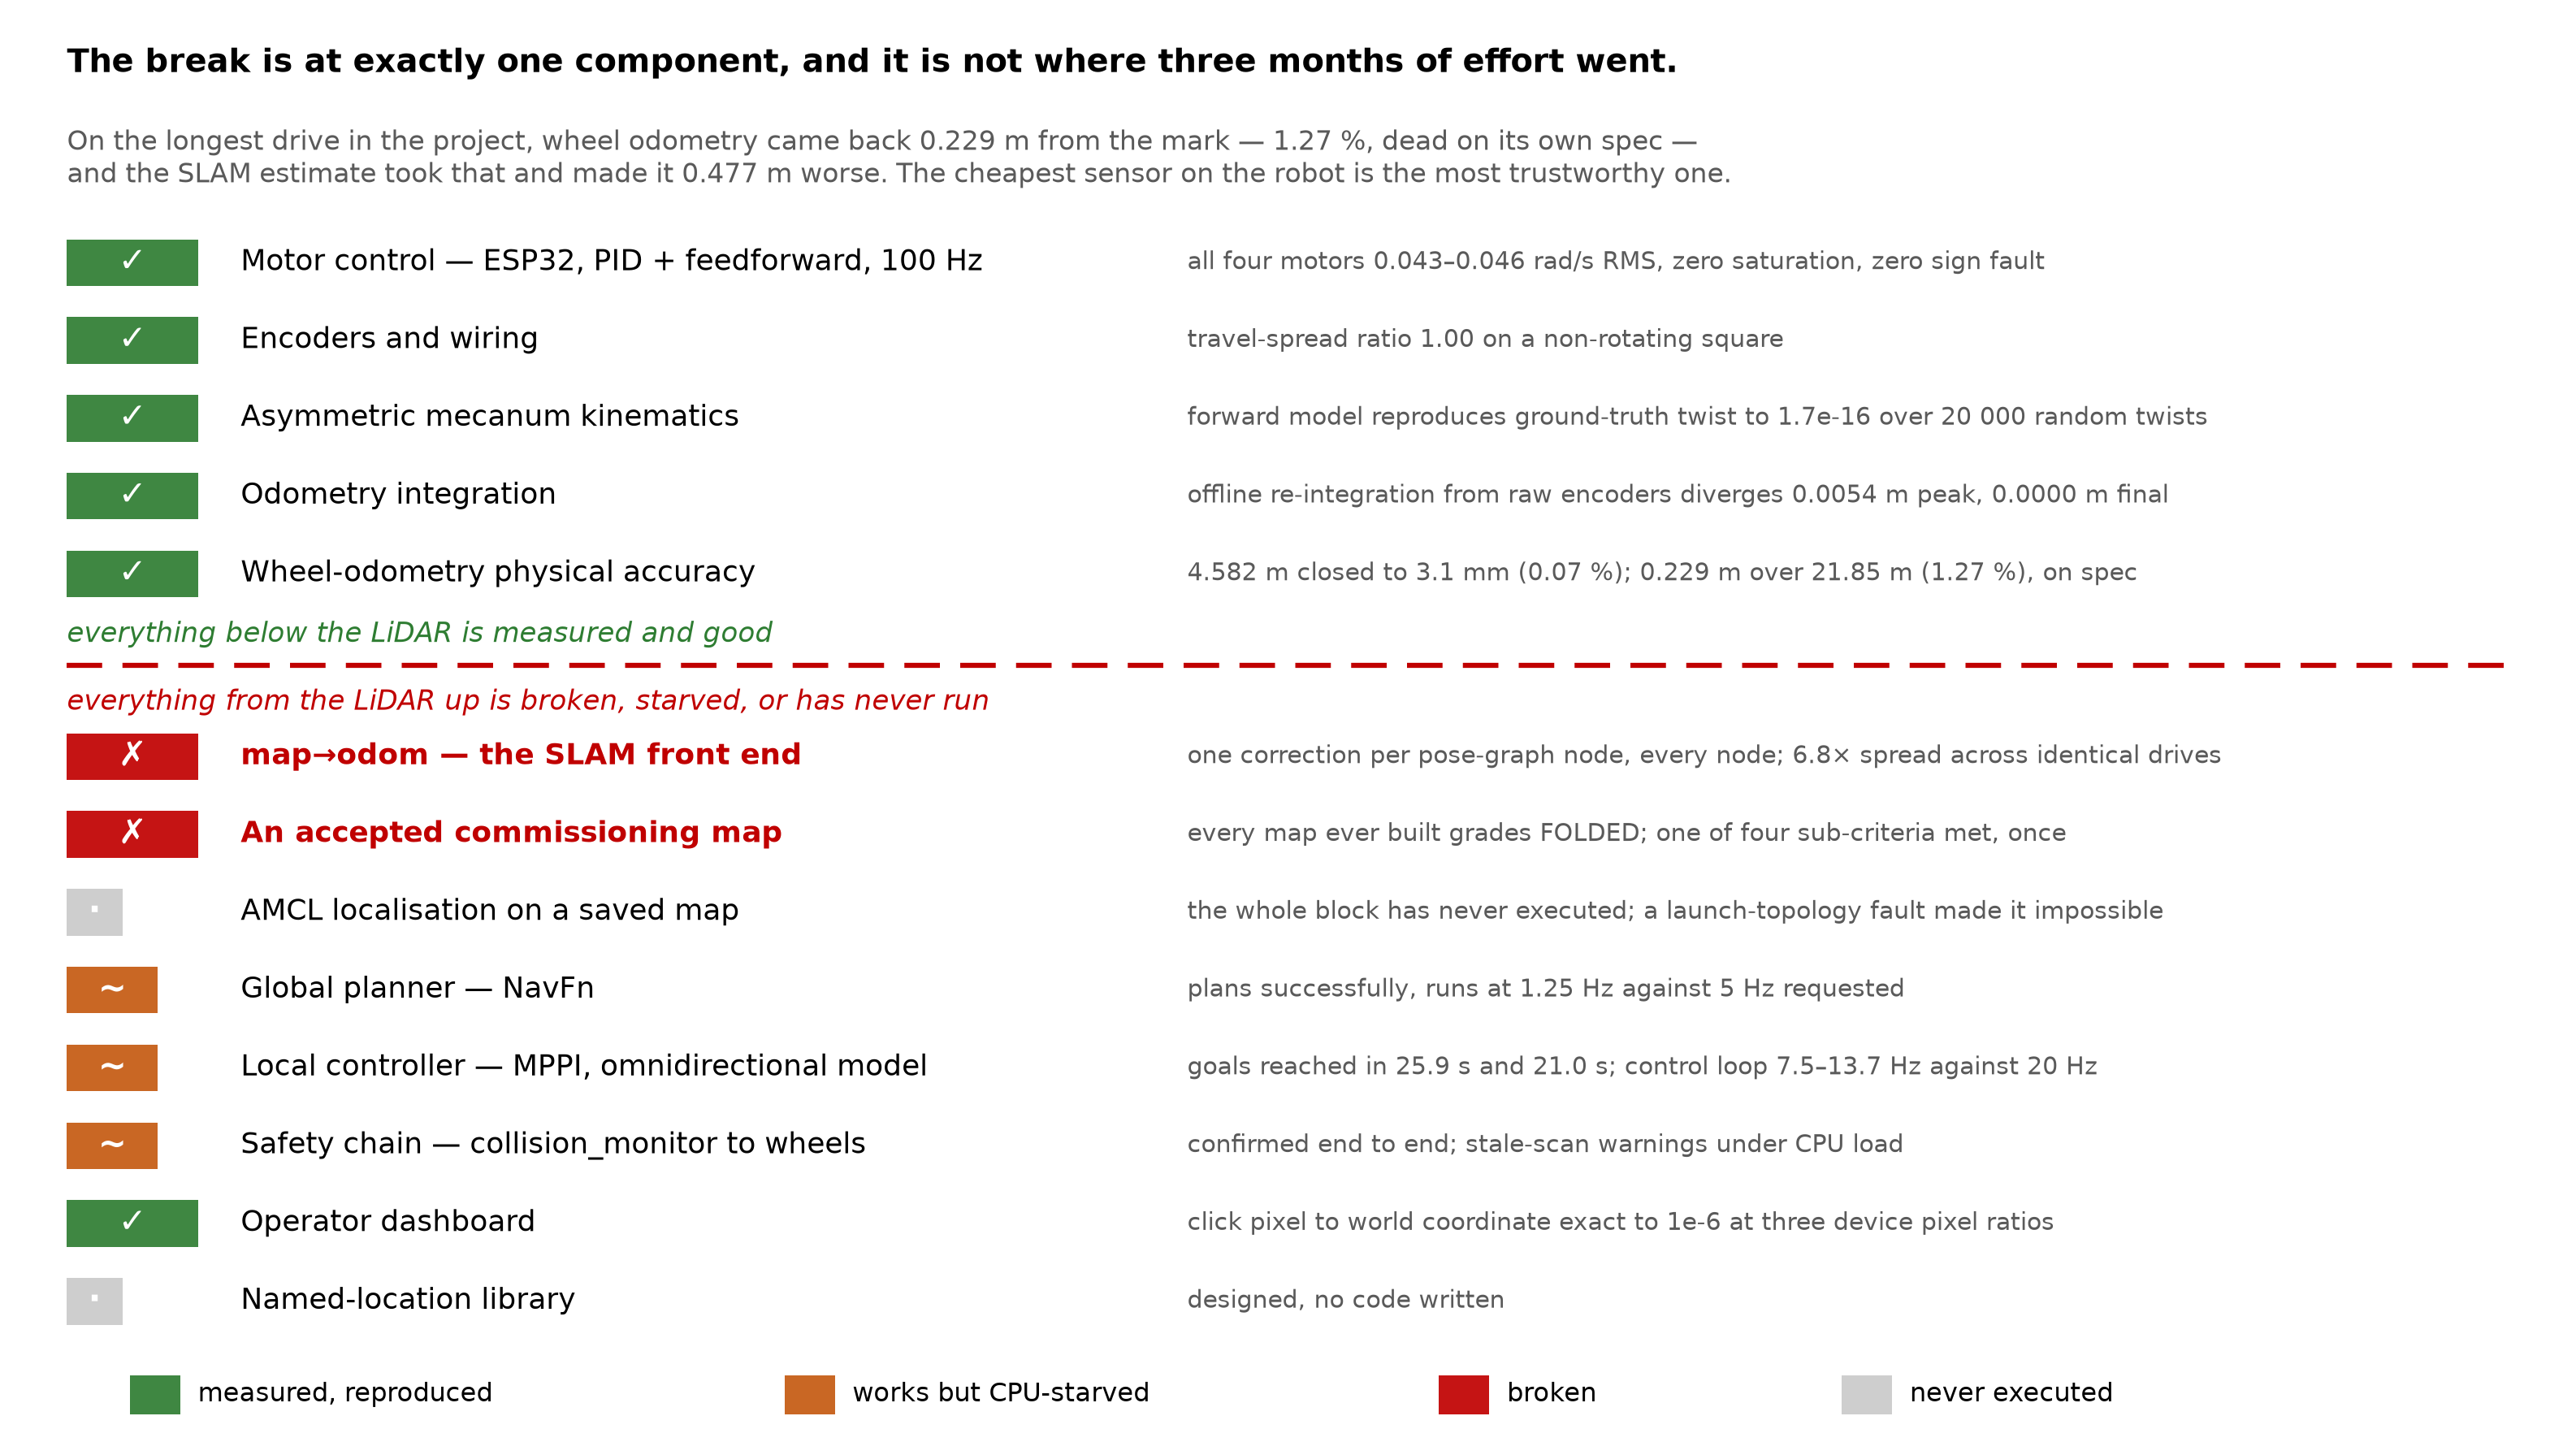 The break is at exactly one component, and it is not where three months of effort went.
On the longest drive in the project, wheel odometry came back 0.229 m from the mark — 1.27 %, dead on its own spec —
and the SLAM estimate took that and made it 0.477 m worse. The cheapest sensor on the robot is the most trustworthy one.
✓ Motor control — ESP32, PID + feedforward, 100 Hz all four motors 0.043–0.046 rad/s RMS, zero saturation, zero sign fault
✓ Encoders and wiring travel-spread ratio 1.00 on a non-rotating square
✓ Asymmetric mecanum kinematics forward model reproduces ground-truth twist to 1.7e-16 over 20 000 random twists
✓ Odometry integration offline re-integration from raw encoders diverges 0.0054 m peak, 0.0000 m final
✓ Wheel-odometry physical accuracy 4.582 m closed to 3.1 mm (0.07 %); 0.229 m over 21.85 m (1.27 %), on spec
everything below the LiDAR is measured and good
everything from the LiDAR up is broken, starved, or has never run
✗ map→odom — the SLAM front end one correction per pose-graph node, every node; 6.8× spread across identical drives
✗ An accepted commissioning map every map ever built grades FOLDED; one of four sub-criteria met, once
· AMCL localisation on a saved map the whole block has never executed; a launch-topology fault made it impossible
~ Global planner — NavFn plans successfully, runs at 1.25 Hz against 5 Hz requested
~ Local controller — MPPI, omnidirectional model goals reached in 25.9 s and 21.0 s; control loop 7.5–13.7 Hz against 20 Hz
~ Safety chain — collision_monitor to wheels confirmed end to end; stale-scan warnings under CPU load
✓ Operator dashboard click pixel to world coordinate exact to 1e-6 at three device pixel ratios
· Named-location library designed, no code written
measured, reproduced works but CPU-starved broken never executed